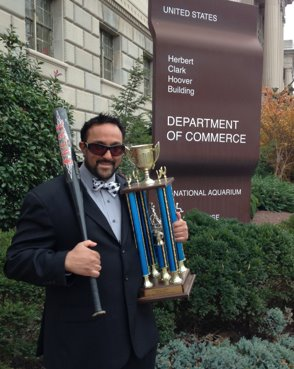 UNITED STATES
Herbert
Clark
Hoover
Building
DEPARTMENT
OF COMMERCE
NATIONAL AQUARIUM